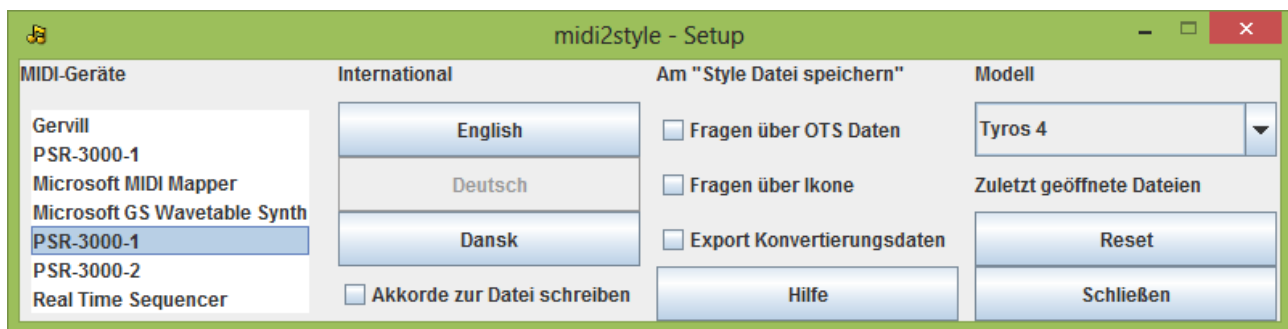 midi2style - Setup
MIDI-Geräte
Gervill
PSR-3000-1
Microsoft MIDI Mapper
Microsoft GS Wavetable Synth
PSR-3000-1
PSR-3000-2
Real Time Sequencer
International
English
Deutsch
Dansk
Akkorde zur Datei schreiben
Am "Style Datei speichern"
Fragen über OTS Daten
Fragen über Ikone
Export Konvertierungsdaten
Hilfe
Modell
Tyros 4
Zuletzt geöffnete Dateien
Reset
Schließen